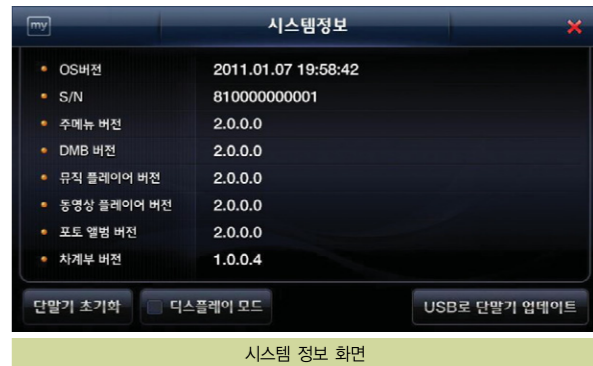 my 시스템정보
OS버전 2011.01.07 19:58:42
S/N 810000000001
주메뉴 버전 2.0.0.0
DMB 버전 2.0.0.0
뮤직 플레이어 버전 2.0.0.0
동영상 플레이어 버전 2.0.0.0
포토 앨범 버전 2.0.0.0
차계부 버전 1.0.0.4
단말기 초기화 디스플레이 모드 USB로 단말기 업데이트
시스템 정보 화면